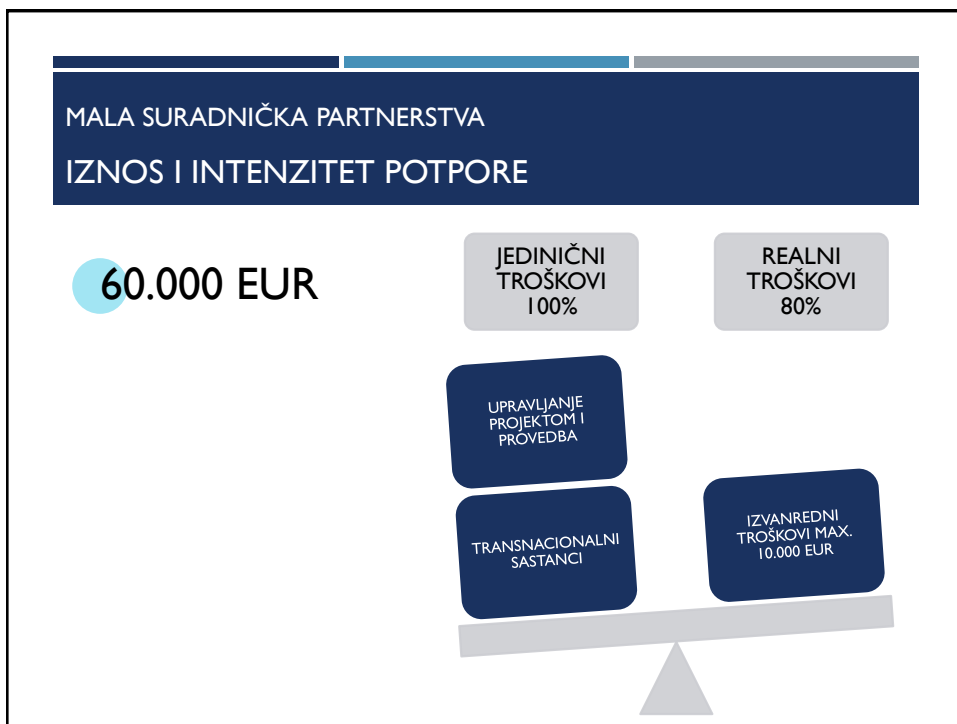 MALA SURADNIČKA PARTNERSTVA
IZNOS I INTENZITET POTPORE
60.000 EUR
JEDINIČNI
TROŠKOVI
100%
REALNI
TROŠKOVI
80%
UPRAVLJANJE
PROJEKTOM I
PROVEDBA
TRANSNACIONALNI
SASTANCI
IZVANREDNI
TROŠKOVI MAX.
10.000 EUR